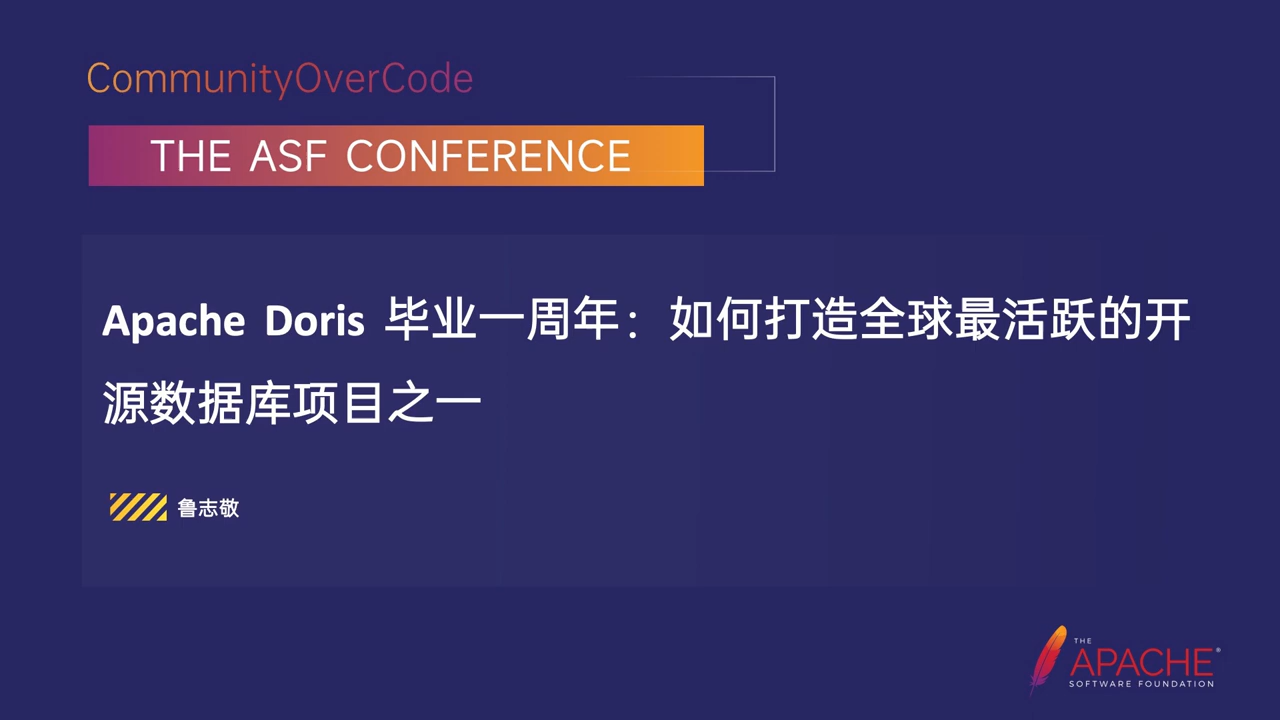 CommunityOverCode
THE ASF CONFERENCE
Apache Doris 毕业一周年：如何打造全球最活跃的开
源数据库项目之一
鲁志敬
THE
APACHE®
SOFTWARE FOUNDATION